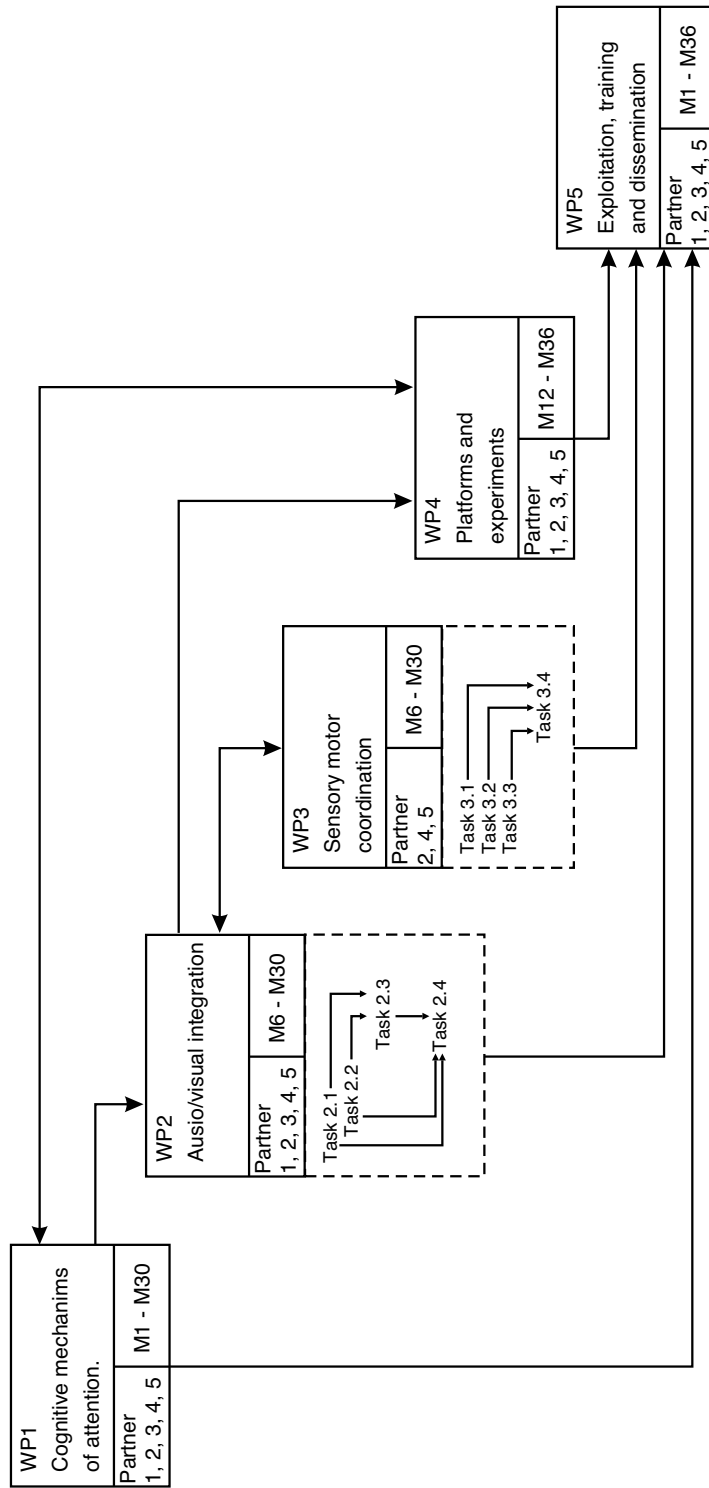 WP1
Cognitive mechanims
of attention.
Partner
1, 2, 3, 4, 5
M1 - M30
WP2
Ausio/visual integration
Partner
1, 2, 3, 4, 5
M6 - M30
Task 2.1
Task 2.2
Task 2.3
Task 2.4
WP3
Sensory motor
coordination
Partner
2, 4, 5
M6 - M30
Task 3.1
Task 3.2
Task 3.3
Task 3.4
WP4
Platforms and
experiments
Partner
1, 2, 3, 4, 5
M12 - M36
WP5
Exploitation, training
and dissemination
Partner
1, 2, 3, 4, 5
M1 - M36